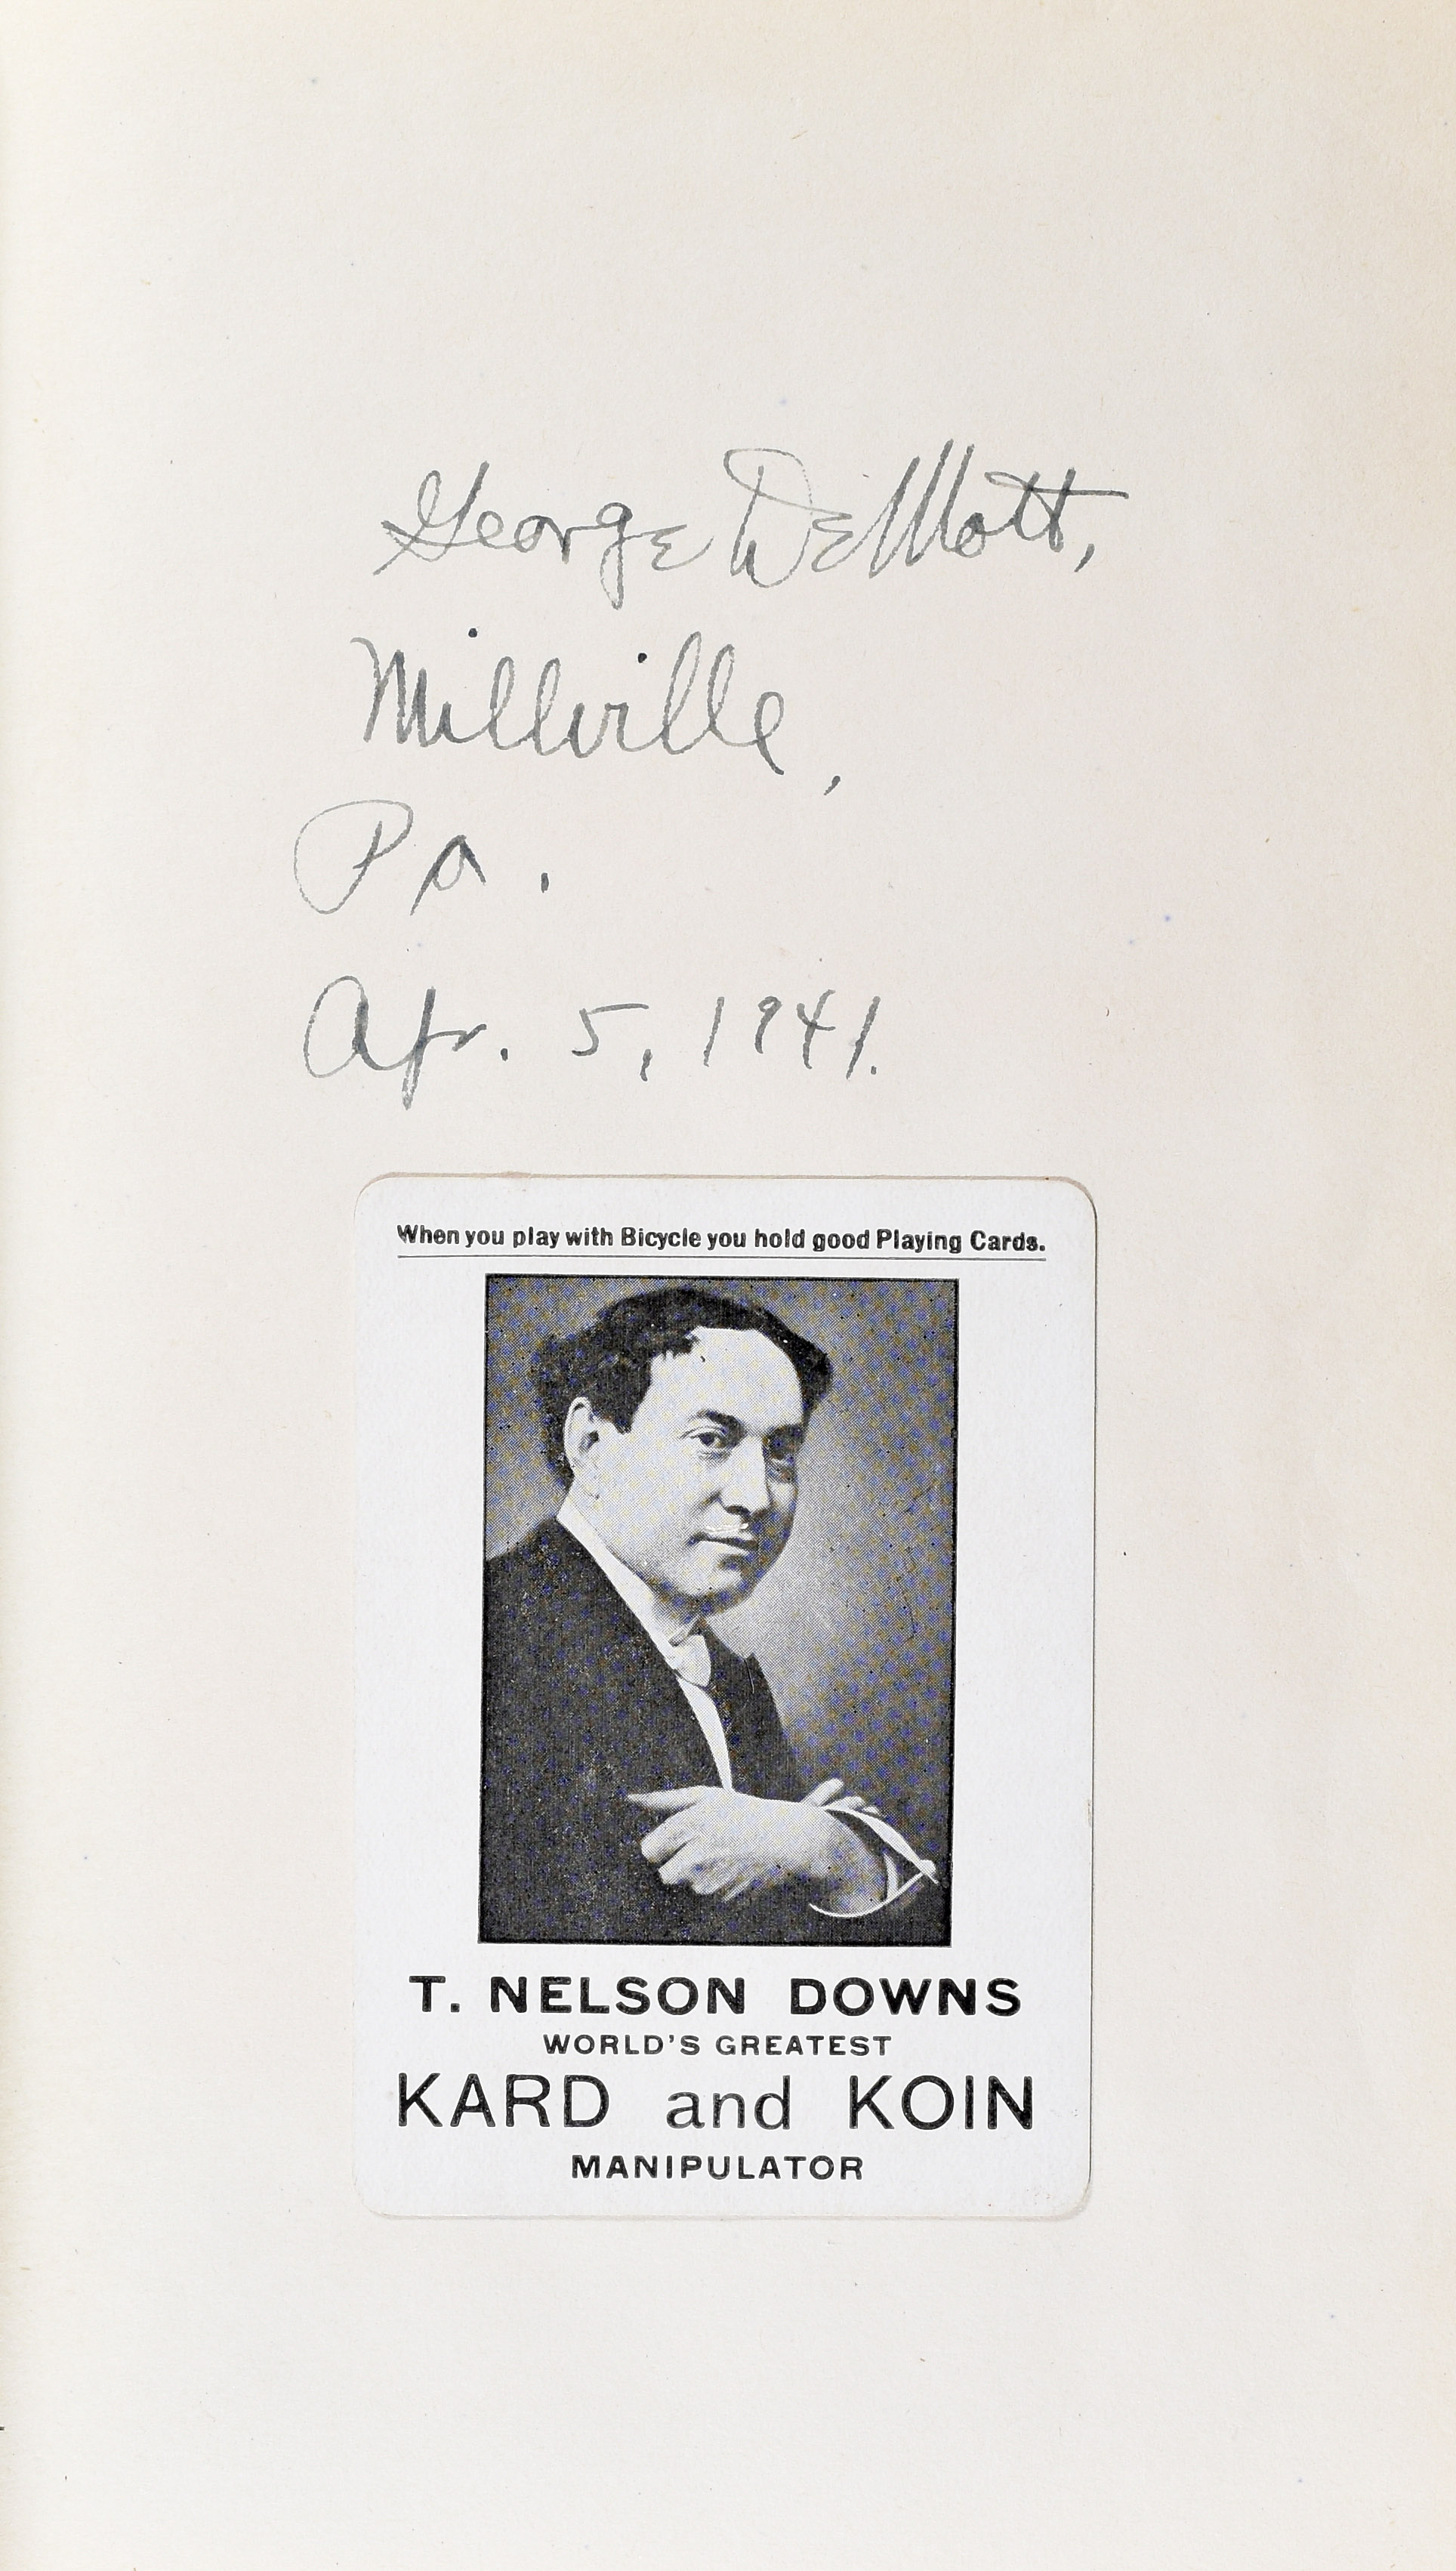 George DeMott,
Millville,
Pa.
Apr. 5, 1941.
When you play with Bicycle you hold good Playing Cards.
T. NELSON DOWNS
WORLD'S GREATEST
KARD and KOIN
MANIPULATOR